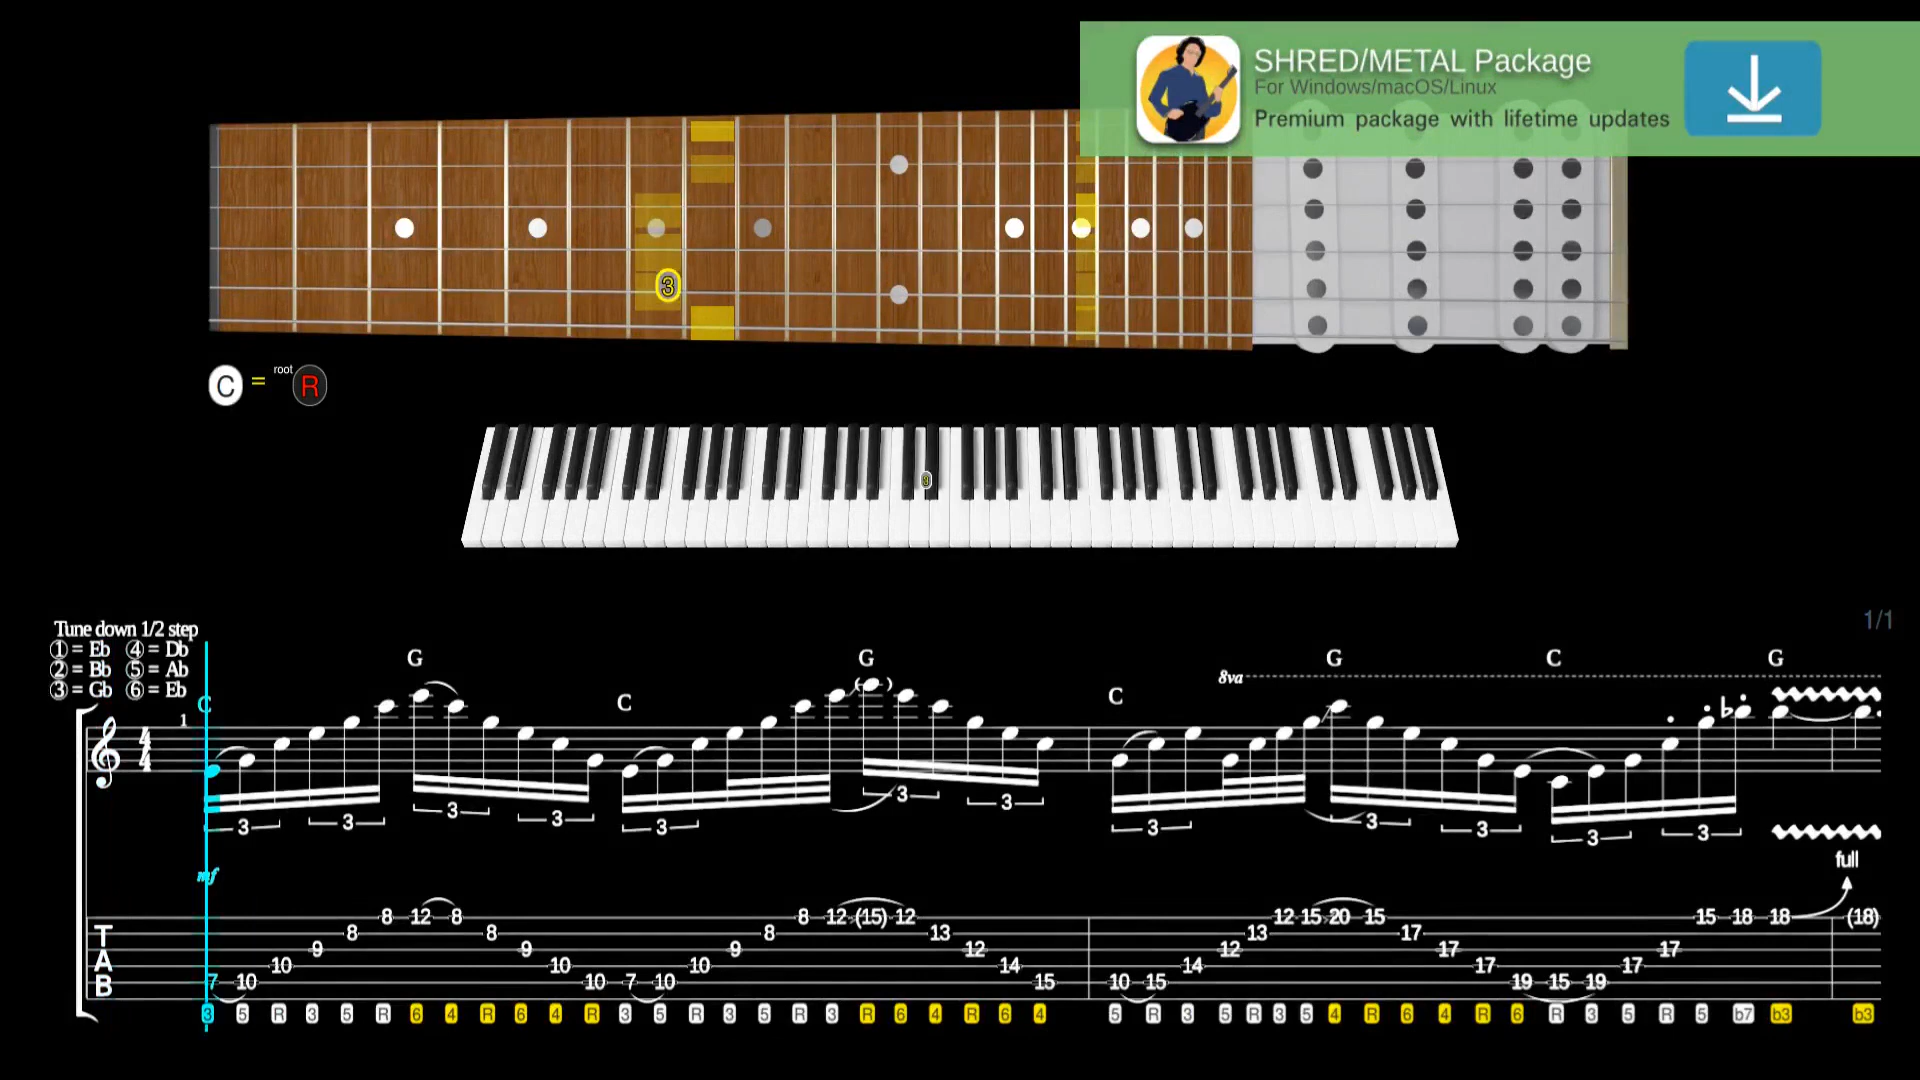 SHRED/METAL Package
For Windows/macOS/Linux
Premium package with lifetime updates
3
C = root R
3
1/1
Tune down 1/2 step
① = Eb ④ = Db
② = Bb ⑤ = Ab
③ = Gb ⑥ = Eb
C G C G C 8va G C G
1
4
4
3 3 3 3 3 3 3 3 3 3 3 3
mf
full
T
A
B
7 10 10 9 8 8 12 8 8 9 10 10 7 10 10 9 8 8 12 (15) 12 13 12 14 15 10 15 14 12 13 12 15 20 15 17 17 17 19 15 19 17 17 15 18 18 (18)
3 5 R 3 5 R 6 4 R 6 4 R 3 5 R 3 5 R 3 R 6 4 R 6 4 5 R 3 5 R 3 5 4 R 6 4 R 6 R 3 5 R 5 b7 b3 b3